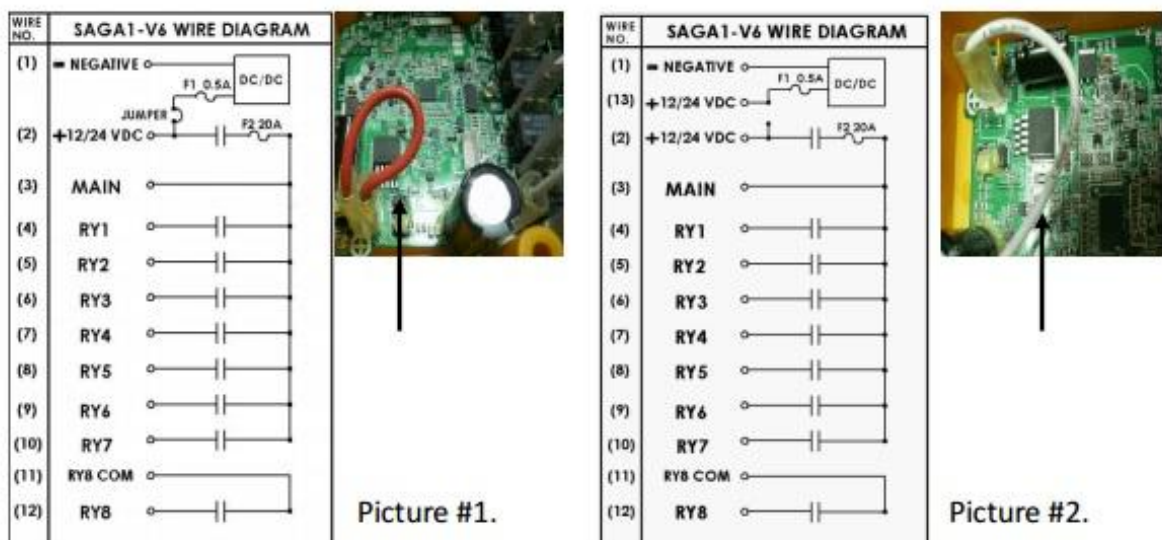 WIRE NO. SAGA1-V6 WIRE DIAGRAM
(1) - NEGATIVE
F1 0.5A DC/DC
JUMPER
(2) +12/24 VDC F2 20A
(3) MAIN
(4) RY1
(5) RY2
(6) RY3
(7) RY4
(8) RY5
(9) RY6
(10) RY7
(11) RY8 COM
(12) RY8
Picture #1.
WIRE NO. SAGA1-V6 WIRE DIAGRAM
(1) - NEGATIVE
F1 0.5A DC/DC
(13) +12/24 VDC
(2) +12/24 VDC F2 20A
(3) MAIN
(4) RY1
(5) RY2
(6) RY3
(7) RY4
(8) RY5
(9) RY6
(10) RY7
(11) RY8 COM
(12) RY8
Picture #2.